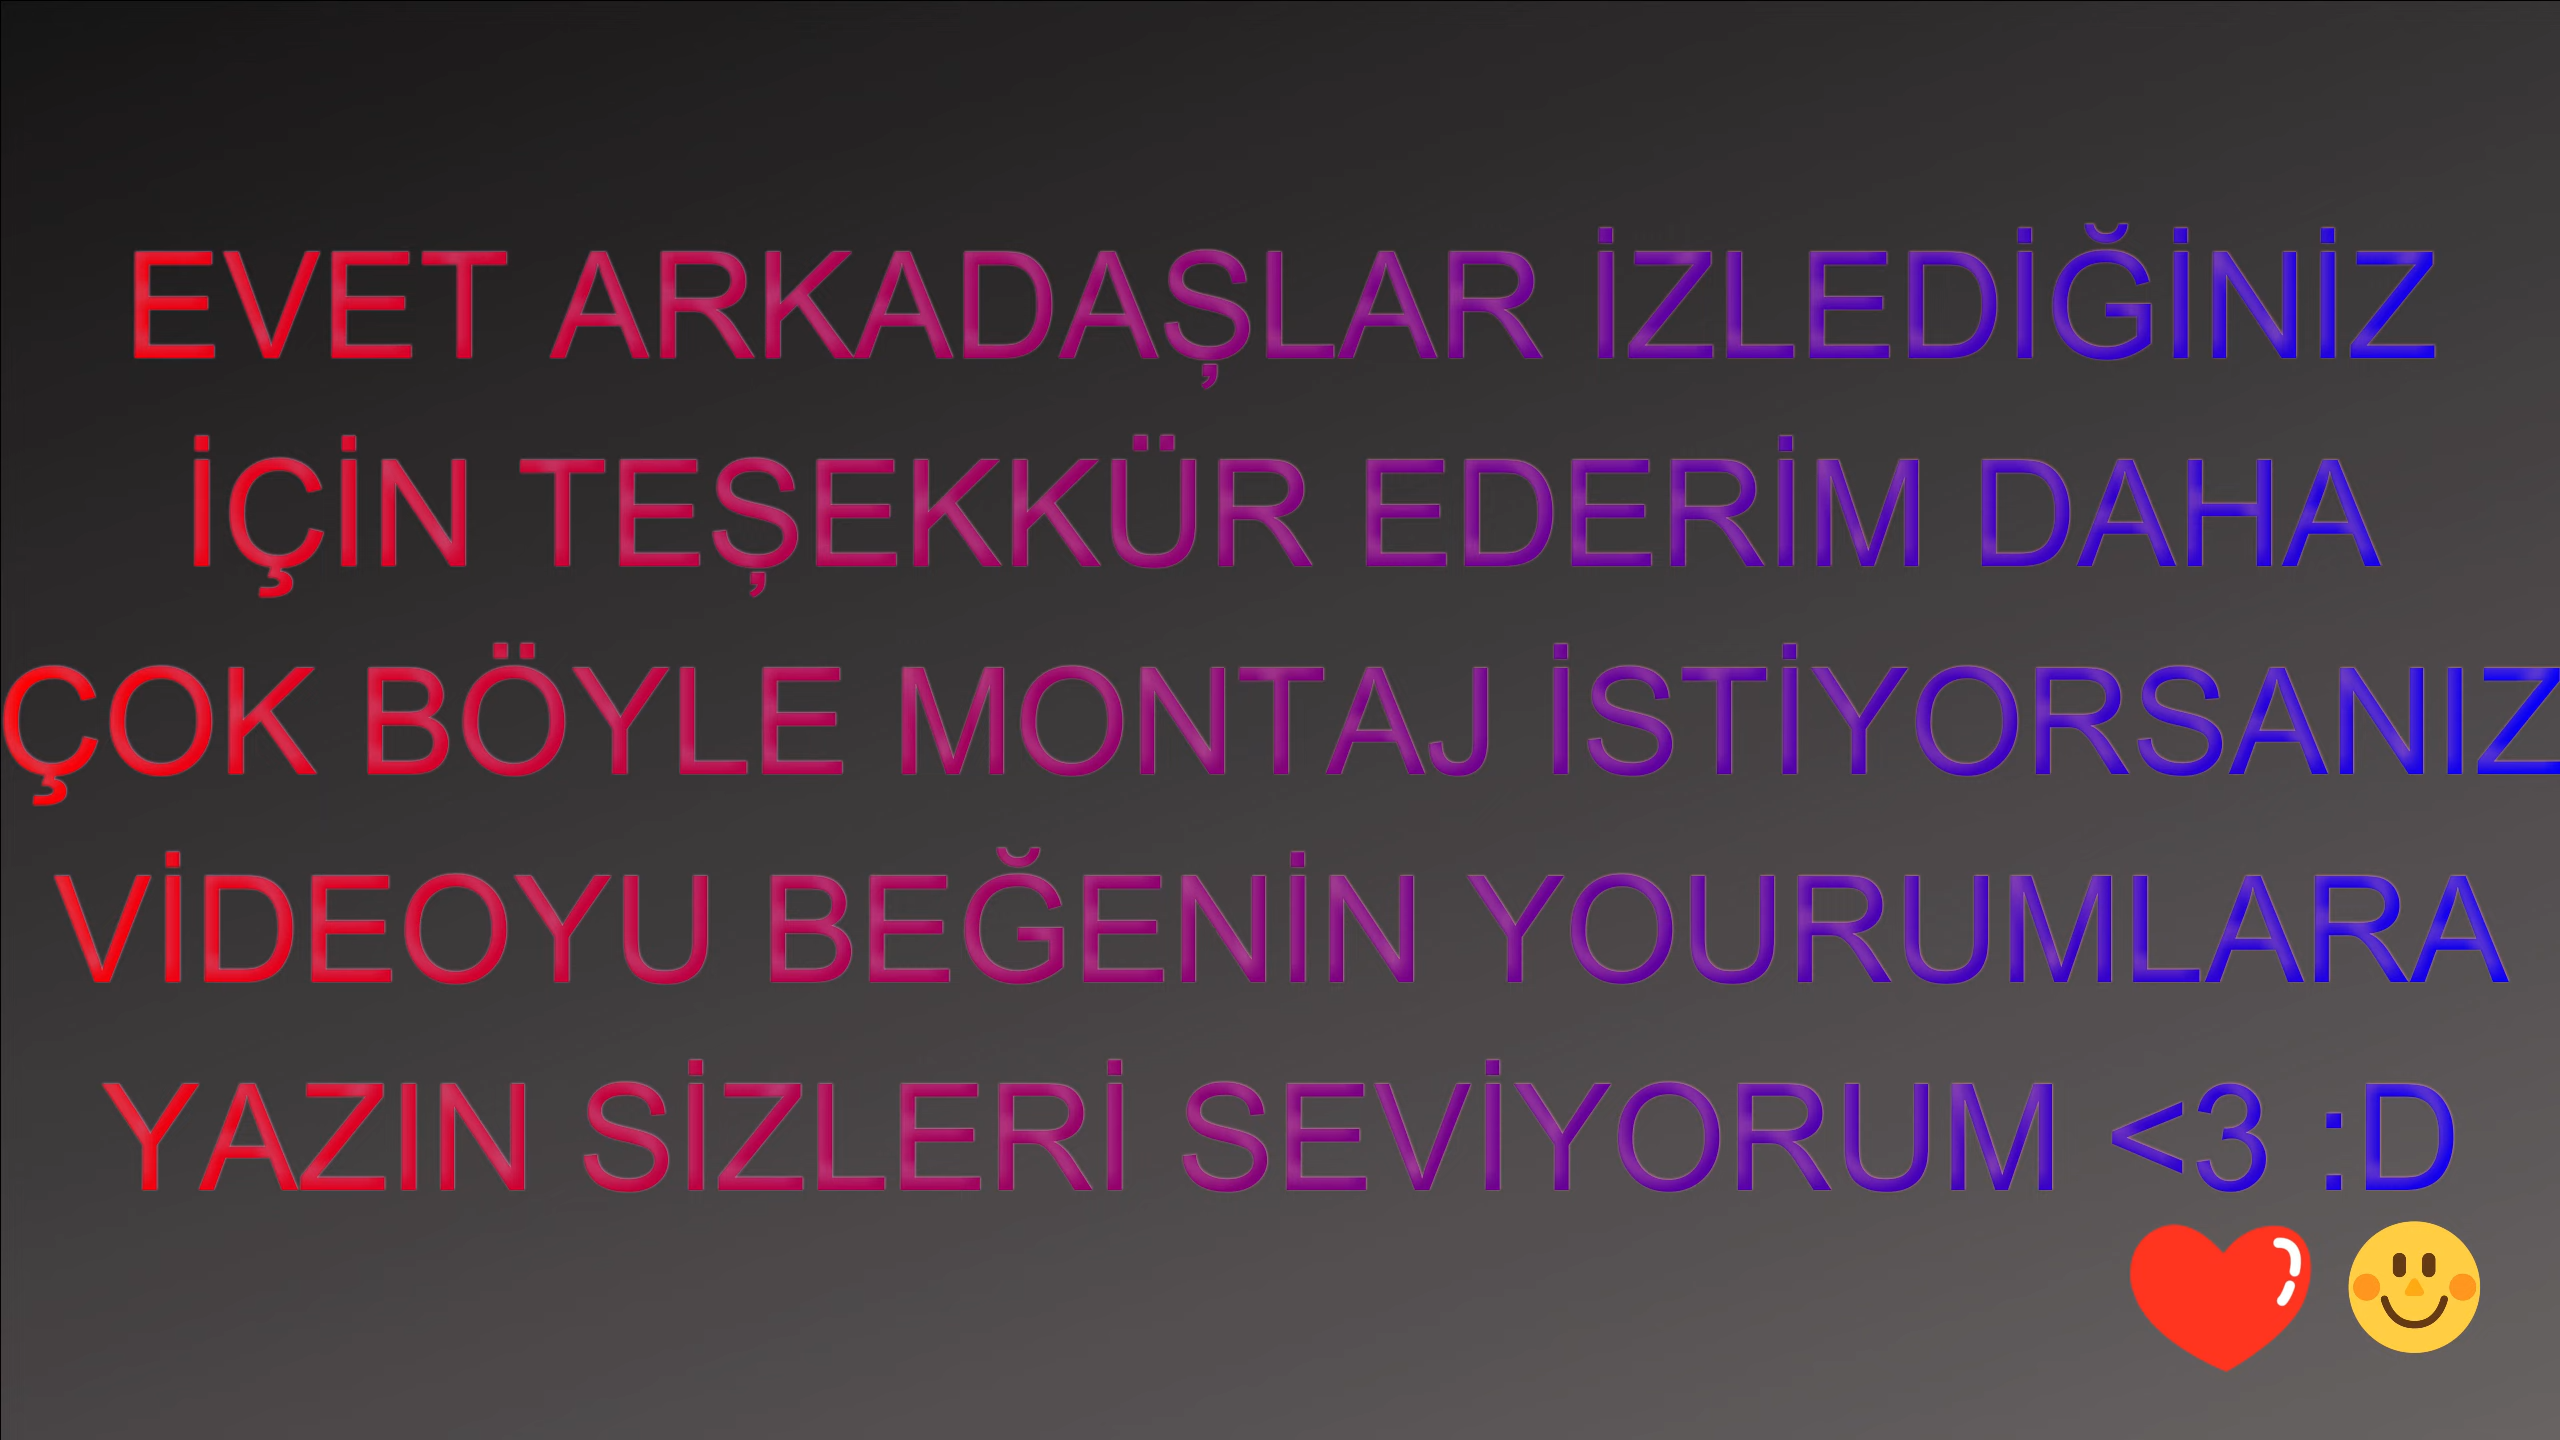 EVET ARKADAŞLAR İZLEDİĞİNİZ
İÇİN TEŞEKKÜR EDERİM DAHA
ÇOK BÖYLE MONTAJ İSTİYORSANIZ
VİDEOYU BEĞENİN YOURUMLARA
YAZIN SİZLERİ SEVİYORUM <3 :D